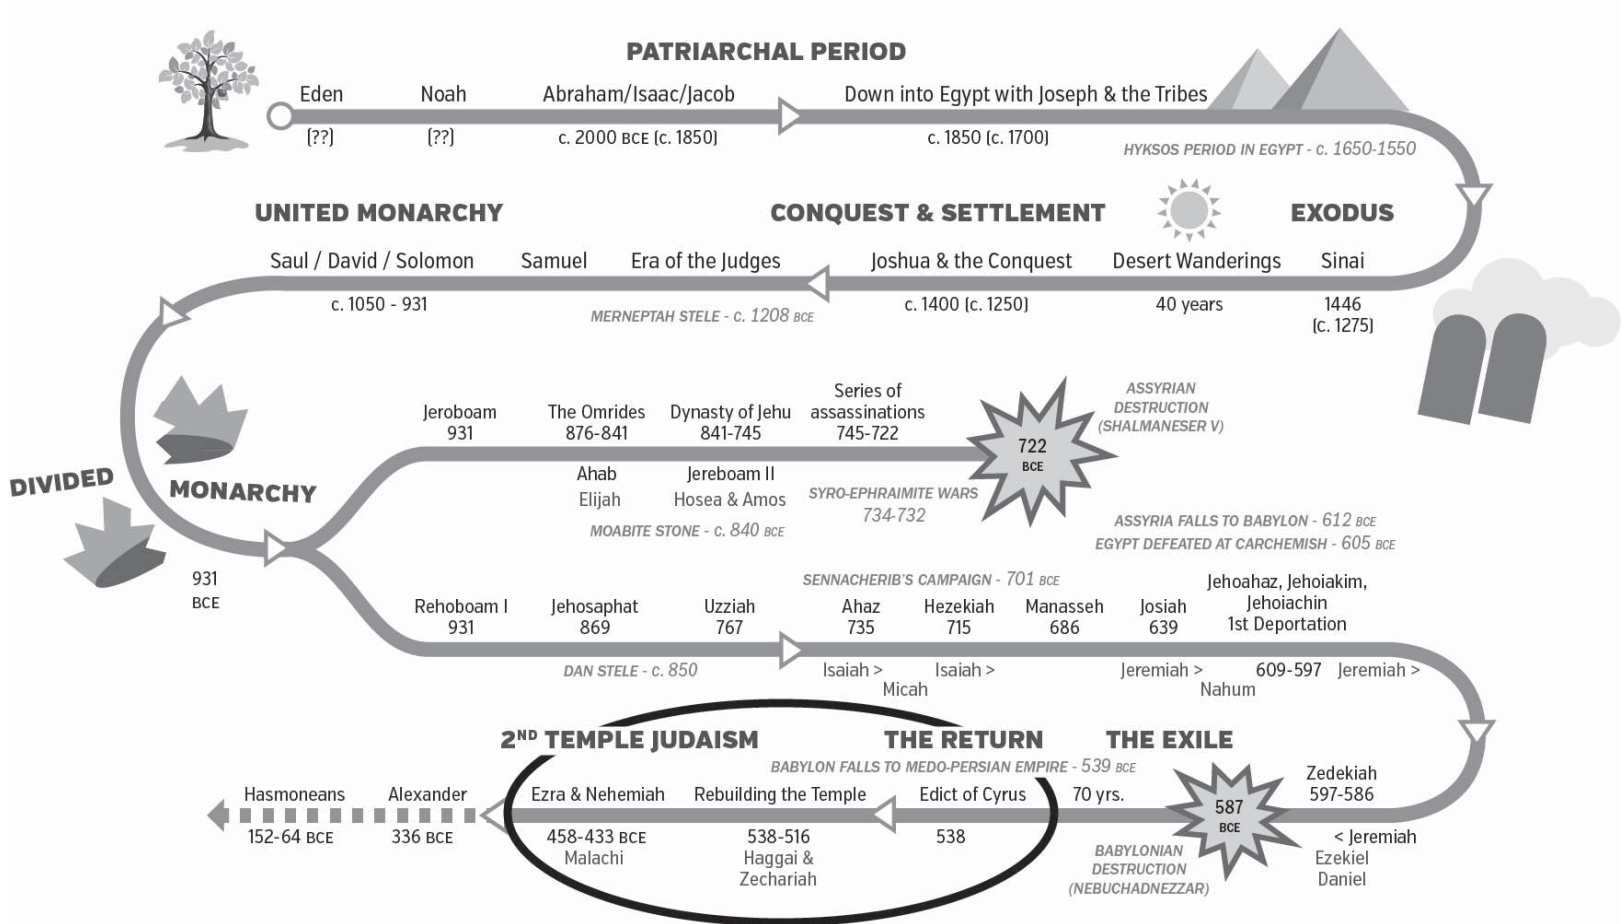 PATRIARCHAL PERIOD
Eden Noah Abraham/Isaac/Jacob Down into Egypt with Joseph & the Tribes
(??) (??) c. 2000 BCE (c. 1850) c. 1850 (c. 1700)
HYKSOS PERIOD IN EGYPT - c. 1650-1550
UNITED MONARCHY CONQUEST & SETTLEMENT EXODUS
Saul / David / Solomon Samuel Era of the Judges Joshua & the Conquest Desert Wanderings Sinai
c. 1050 - 931 c. 1400 (c. 1250) 40 years 1446
MERNEPTAH STELE - c. 1208 BCE
(c. 1275)
DIVIDED MONARCHY
931
BCE
Jeroboam
931
The Omrides
876-841
Dynasty of Jehu
841-745
Series of
assassinations
745-722
722
BCE
ASSYRIAN
DESTRUCTION
(SHALMANESER V)
Ahab
Elijah
Jereboam II
Hosea & Amos
SYRO-EPHRAIMITE WARS
734-732
MOABITE STONE - c. 840 BCE
ASSYRIA FALLS TO BABYLON - 612 BCE
EGYPT DEFEATED AT CARCHEMISH - 605 BCE
SENNACHERIB'S CAMPAIGN - 701 BCE
Rehoboam I
931
Jehosaphat
869
Uzziah
767
Ahaz
735
Hezekiah
715
Manasseh
686
Josiah
639
Jehoahaz, Jehoiakim,
Jehoiachin
1st Deportation
DAN STELE - c. 850
Isaiah > Isaiah > Jeremiah > 609-597 Jeremiah >
Micah Nahum
2ND TEMPLE JUDAISM THE RETURN THE EXILE
BABYLON FALLS TO MEDO-PERSIAN EMPIRE - 539 BCE
Zedekiah
597-586
< Jeremiah
Ezekiel
Daniel
587
BCE
70 yrs.
BABYLONIAN
DESTRUCTION
(NEBUCHADNEZZAR)
Edict of Cyrus
538
Rebuilding the Temple
538-516
Haggai &
Zechariah
Ezra & Nehemiah
458-433 BCE
Malachi
Alexander
336 BCE
Hasmoneans
152-64 BCE